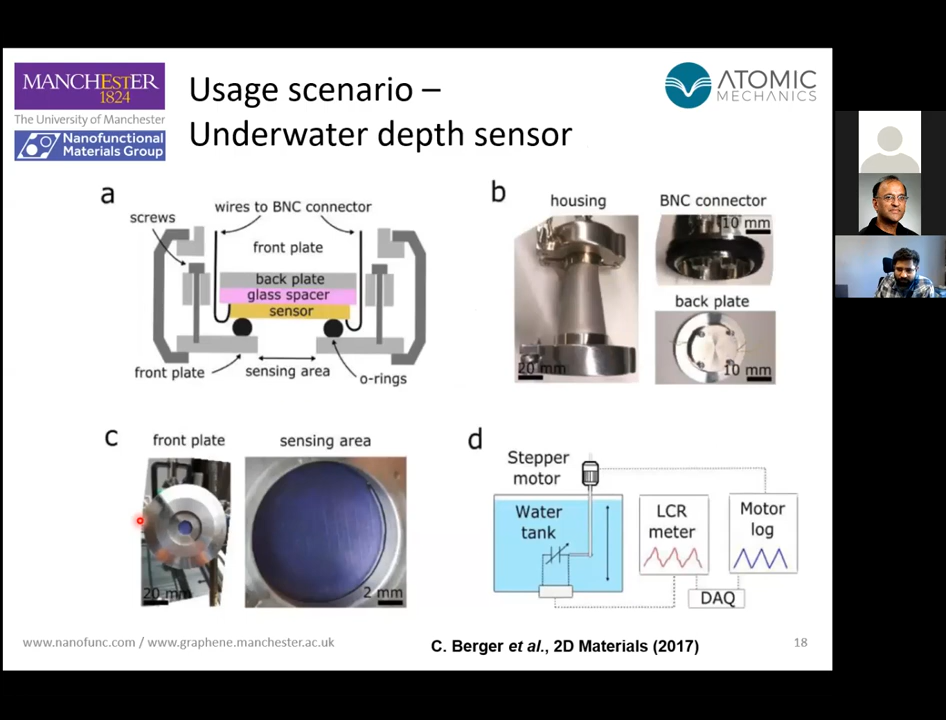 MANCHESTER
1824
The University of Manchester
Nanofunctional
Materials Group
Usage scenario –
Underwater depth sensor
ATOMIC
MECHANICS
a
screws
wires to BNC connector
front plate
back plate
glass spacer
sensor
front plate
sensing area
o-rings
b
housing
BNC connector
10 mm
back plate
20 mm
10 mm
c
front plate
sensing area
20 mm
2 mm
d
Stepper
motor
Water
tank
LCR
meter
Motor
log
DAQ
www.nanofunc.com / www.graphene.manchester.ac.uk
C. Berger et al., 2D Materials (2017)
18